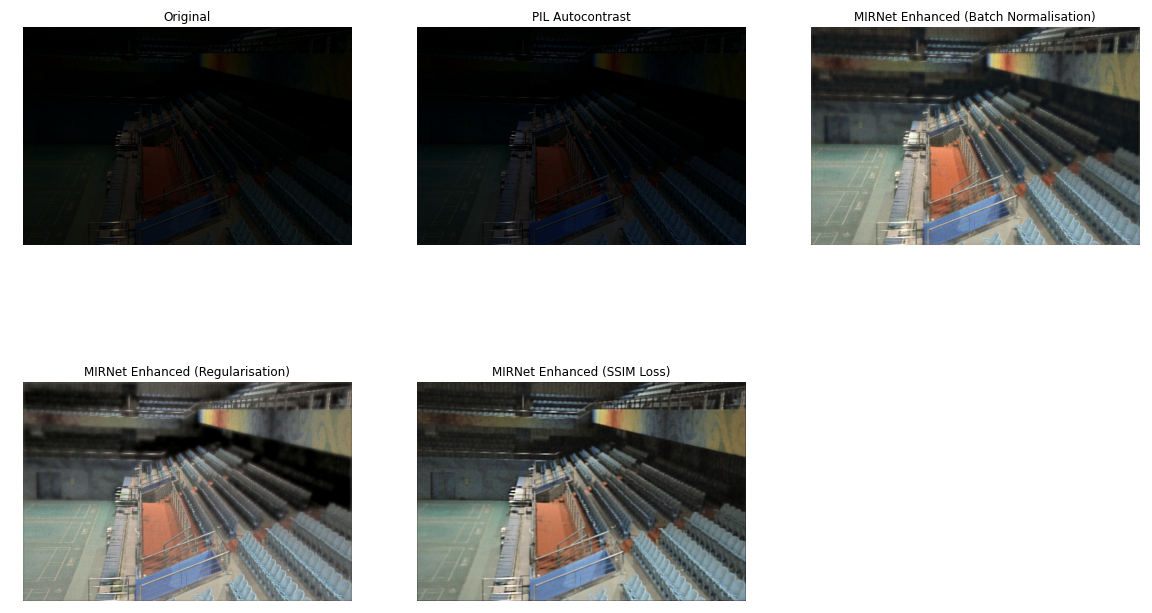 Original
PIL Autocontrast
MIRNet Enhanced (Batch Normalisation)
MIRNet Enhanced (Regularisation)
MIRNet Enhanced (SSIM Loss)